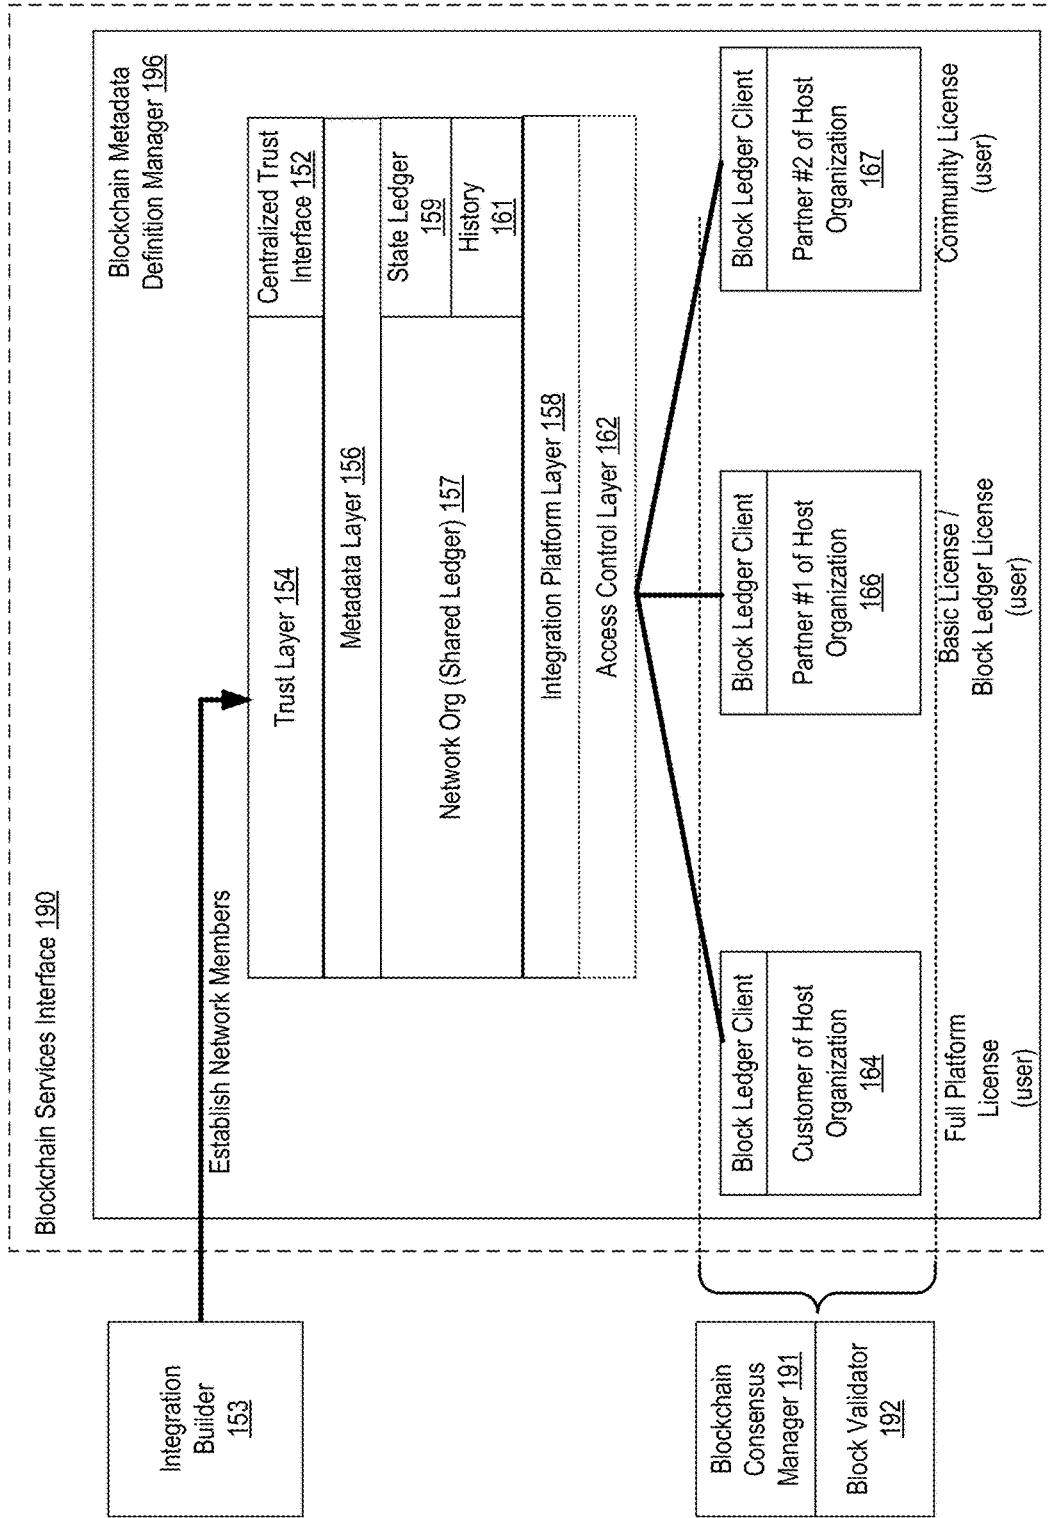 Blockchain Services Interface 190
Blockchain Metadata
Definition Manager 196
Integration
Builder
153
Establish Network Members
Trust Layer 154
Centralized Trust
Interface 152
Metadata Layer 156
Network Org (Shared Ledger) 157
State Ledger
159
History
161
Integration Platform Layer 158
Access Control Layer 162
Blockchain
Consensus
Manager 191
Block Validator
192
Block Ledger Client
Customer of Host
Organization
164
Full Platform
License
(user)
Block Ledger Client
Partner #1 of Host
Organization
166
Basic License /
Block Ledger License
(user)
Block Ledger Client
Partner #2 of Host
Organization
167
Community License
(user)